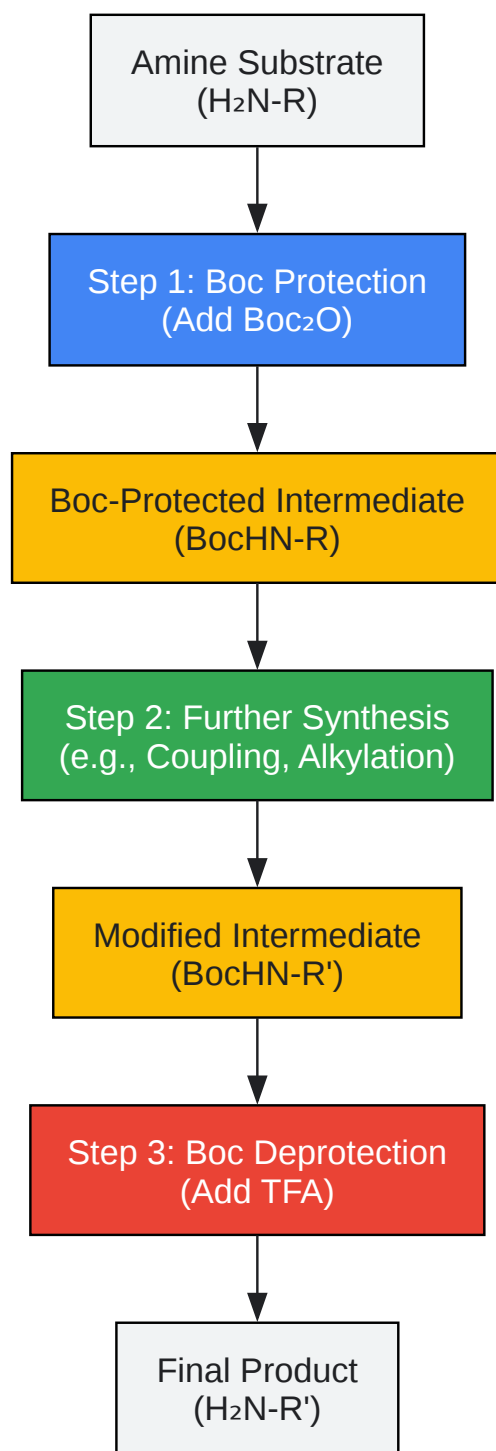 Amine Substrate
(H₂N-R)
Step 1: Boc Protection
(Add Boc₂O)
Boc-Protected Intermediate
(BocHN-R)
Step 2: Further Synthesis
(e.g., Coupling, Alkylation)
Modified Intermediate
(BocHN-R')
Step 3: Boc Deprotection
(Add TFA)
Final Product
(H₂N-R')